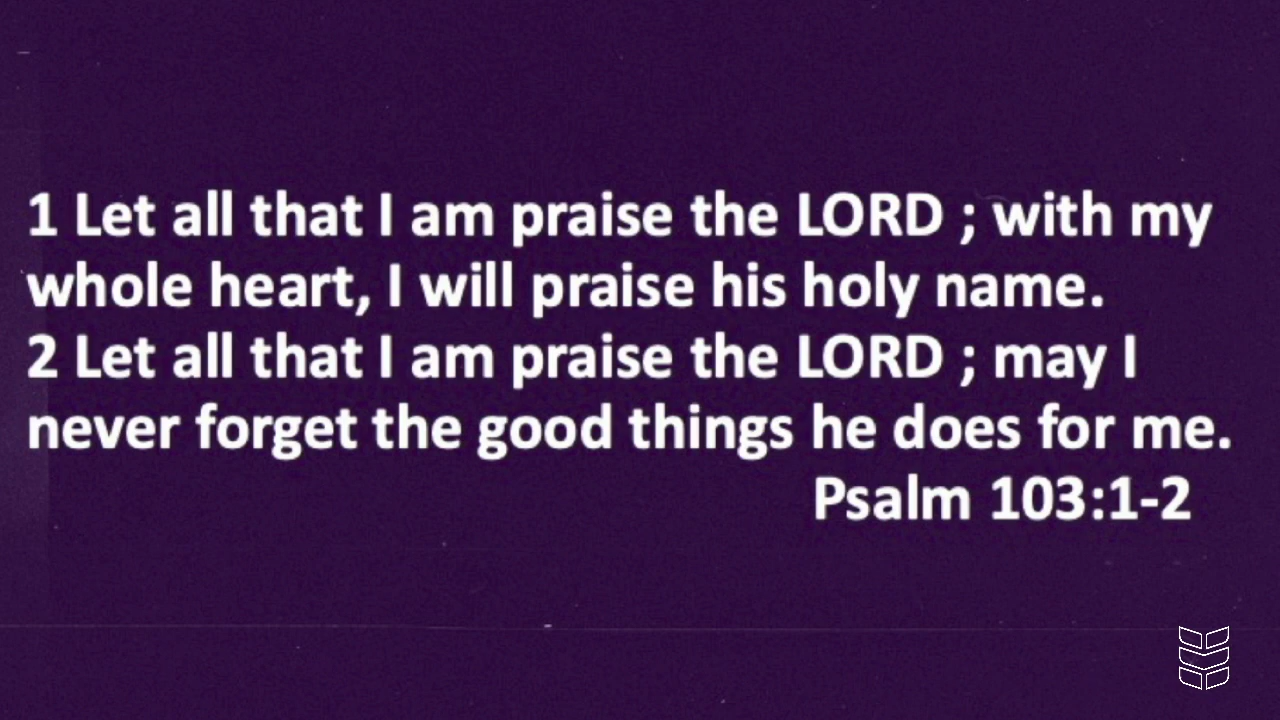 1 Let all that I am praise the LORD ; with my
whole heart, I will praise his holy name.
2 Let all that I am praise the LORD ; may I
never forget the good things he does for me.
Psalm 103:1-2